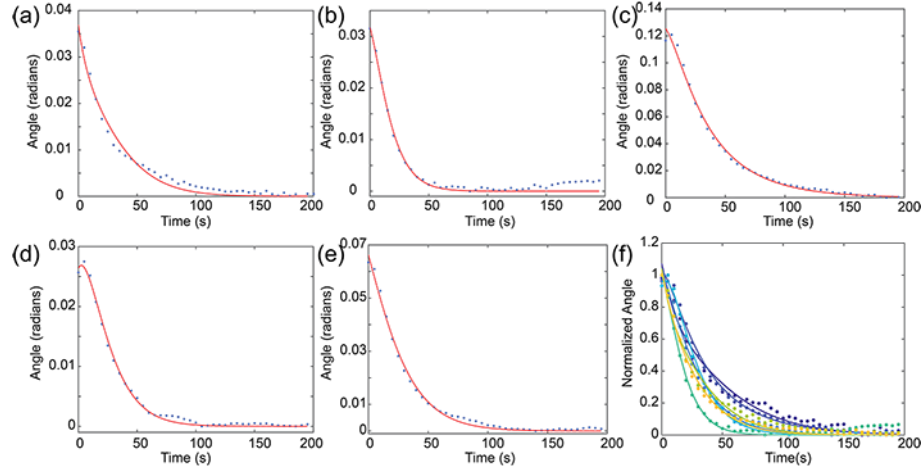 (a)
0.04
0.03
0.02
0.01
0
Angle (radians)
0 50 100 150 200
Time (s)
(b)
0.03
0.02
0.01
0
Angle (radians)
0 50 100 150 200
Time (s)
(c)
0.14
0.12
0.10
0.08
0.06
0.04
0.02
Angle (radians)
0 50 100 150 200
Time (s)
(d)
0.03
0.02
0.01
0
Angle (radians)
0 50 100 150 200
Time (s)
(e)
0.07
0.05
0.03
0.01
0
Angle (radians)
0 50 100 150 200
Time (s)
(f)
1.2
1
0.8
0.6
0.4
0.2
0
Normalized Angle
0 50 100 150 200
Time(s)